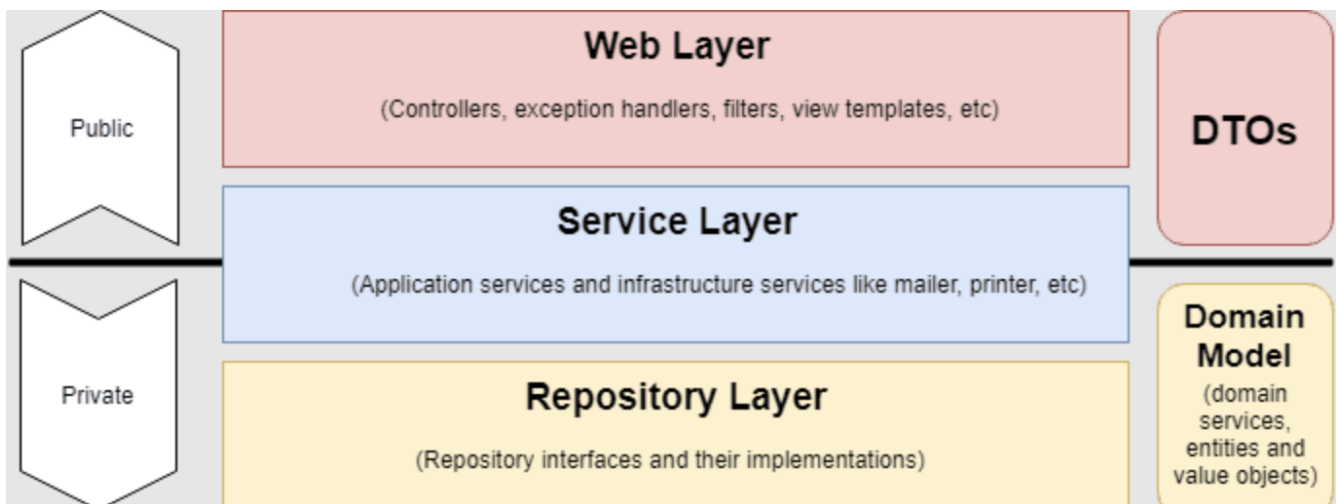 Web Layer
(Controllers, exception handlers, filters, view templates, etc)
Public
DTOs
Service Layer
(Application services and infrastructure services like mailer, printer, etc)
Private
Repository Layer
(Repository interfaces and their implementations)
Domain
Model
(domain
services,
entities and
value objects)